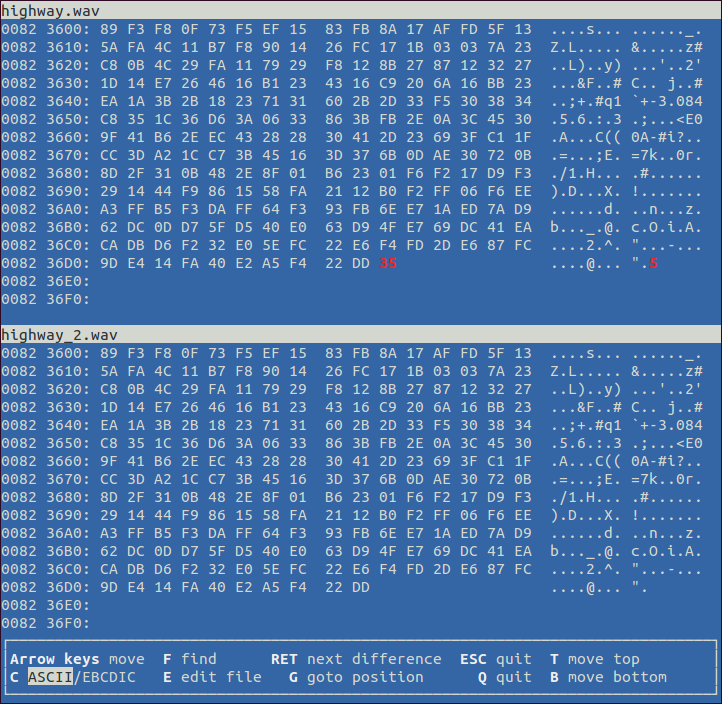 highway.wav
0082 3600: 89 F3 F8 0F 73 F5 EF 15  83 FB 8A 17 AF FD 5F 13  ....s... ......_.
0082 3610: 5A FA 4C 11 B7 F8 90 14  26 FC 17 1B 03 03 7A 23  Z.L..... &.....z#
0082 3620: C8 0B 4C 29 FA 11 79 29  F8 12 8B 27 87 12 32 27  ..L)..y) ...'..2'
0082 3630: 1D 14 E7 26 46 16 B1 23  43 16 C9 20 6A 16 BB 23  ...&F..# C.. j..#
0082 3640: EA 1A 3B 2B 18 23 71 31  60 2B 2D 33 F5 30 38 34  ..;+.#q1 `+-3.084
0082 3650: C8 35 1C 36 D6 3A 06 33  86 3B FB 2E 0A 3C 45 30  .5.6.:.3 .;...<E0
0082 3660: 9F 41 B6 2E EC 43 28 28  30 41 2D 23 69 3F C1 1F  .A...C(( 0A-#i?..
0082 3670: CC 3D A2 1C C7 3B 45 16  3D 37 6B 0D AE 30 72 0B  .=...;E. =7k..0r.
0082 3680: 8D 2F 31 0B 48 2E 8F 01  B6 23 01 F6 F2 17 D9 F3  ./1.H... .#......
0082 3690: 29 14 44 F9 86 15 58 FA  21 12 B0 F2 FF 06 F6 EE  ).D...X. !.......
0082 36A0: A3 FF B5 F3 DA FF 64 F3  93 FB 6E E7 1A ED 7A D9  ......d. ..n...z.
0082 36B0: 62 DC 0D D7 5F D5 40 E0  63 D9 4F E7 69 DC 41 EA  b..._.@. c.O.i.A.
0082 36C0: CA DB D6 F2 32 E0 5E FC  22 E6 F4 FD 2D E6 87 FC  ....2.^. "...-...
0082 36D0: 9D E4 14 FA 40 E2 A5 F4  22 DD 35  ....@... ".5
0082 36E0:
0082 36F0:
highway_2.wav
0082 3600: 89 F3 F8 0F 73 F5 EF 15  83 FB 8A 17 AF FD 5F 13  ....s... ......_.
0082 3610: 5A FA 4C 11 B7 F8 90 14  26 FC 17 1B 03 03 7A 23  Z.L..... &.....z#
0082 3620: C8 0B 4C 29 FA 11 79 29  F8 12 8B 27 87 12 32 27  ..L)..y) ...'..2'
0082 3630: 1D 14 E7 26 46 16 B1 23  43 16 C9 20 6A 16 BB 23  ...&F..# C.. j..#
0082 3640: EA 1A 3B 2B 18 23 71 31  60 2B 2D 33 F5 30 38 34  ..;+.#q1 `+-3.084
0082 3650: C8 35 1C 36 D6 3A 06 33  86 3B FB 2E 0A 3C 45 30  .5.6.:.3 .;...<E0
0082 3660: 9F 41 B6 2E EC 43 28 28  30 41 2D 23 69 3F C1 1F  .A...C(( 0A-#i?..
0082 3670: CC 3D A2 1C C7 3B 45 16  3D 37 6B 0D AE 30 72 0B  .=...;E. =7k..0r.
0082 3680: 8D 2F 31 0B 48 2E 8F 01  B6 23 01 F6 F2 17 D9 F3  ./1.H... .#......
0082 3690: 29 14 44 F9 86 15 58 FA  21 12 B0 F2 FF 06 F6 EE  ).D...X. !.......
0082 36A0: A3 FF B5 F3 DA FF 64 F3  93 FB 6E E7 1A ED 7A D9  ......d. ..n...z.
0082 36B0: 62 DC 0D D7 5F D5 40 E0  63 D9 4F E7 69 DC 41 EA  b..._.@. c.O.i.A.
0082 36C0: CA DB D6 F2 32 E0 5E FC  22 E6 F4 FD 2D E6 87 FC  ....2.^. "...-...
0082 36D0: 9D E4 14 FA 40 E2 A5 F4  22 DD  ....@... ".
0082 36E0:
0082 36F0:
Arrow keys move  F find  RET next difference  ESC quit  T move top
C ASCII/EBCDIC  E edit file  G goto position  Q quit  B move bottom